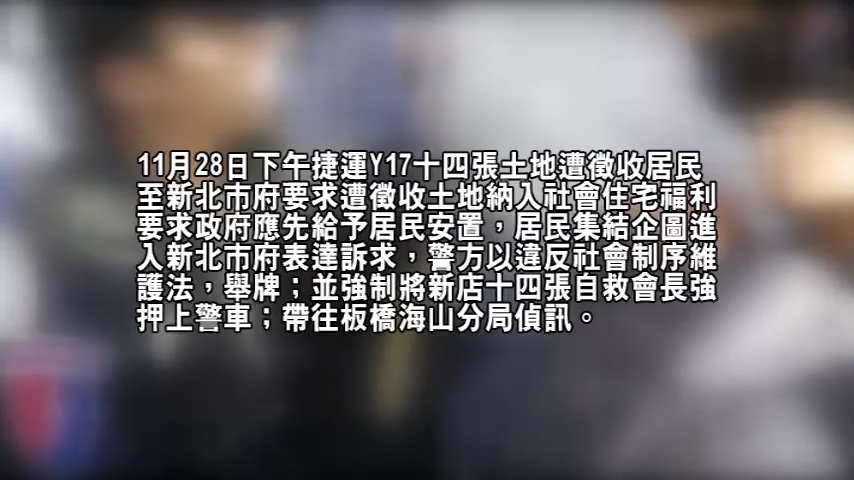 11月28日下午捷運Y17十四張土地遭徵收居民
至新北市府要求遭徵收土地納入社會住宅福利
要求政府應先給予居民安置，居民集結企圖進
入新北市府表達訴求，警方以違反社會制序維
護法，舉牌；並強制將新店十四張自救會長強
押上警車；帶往板橋海山分局偵訊。